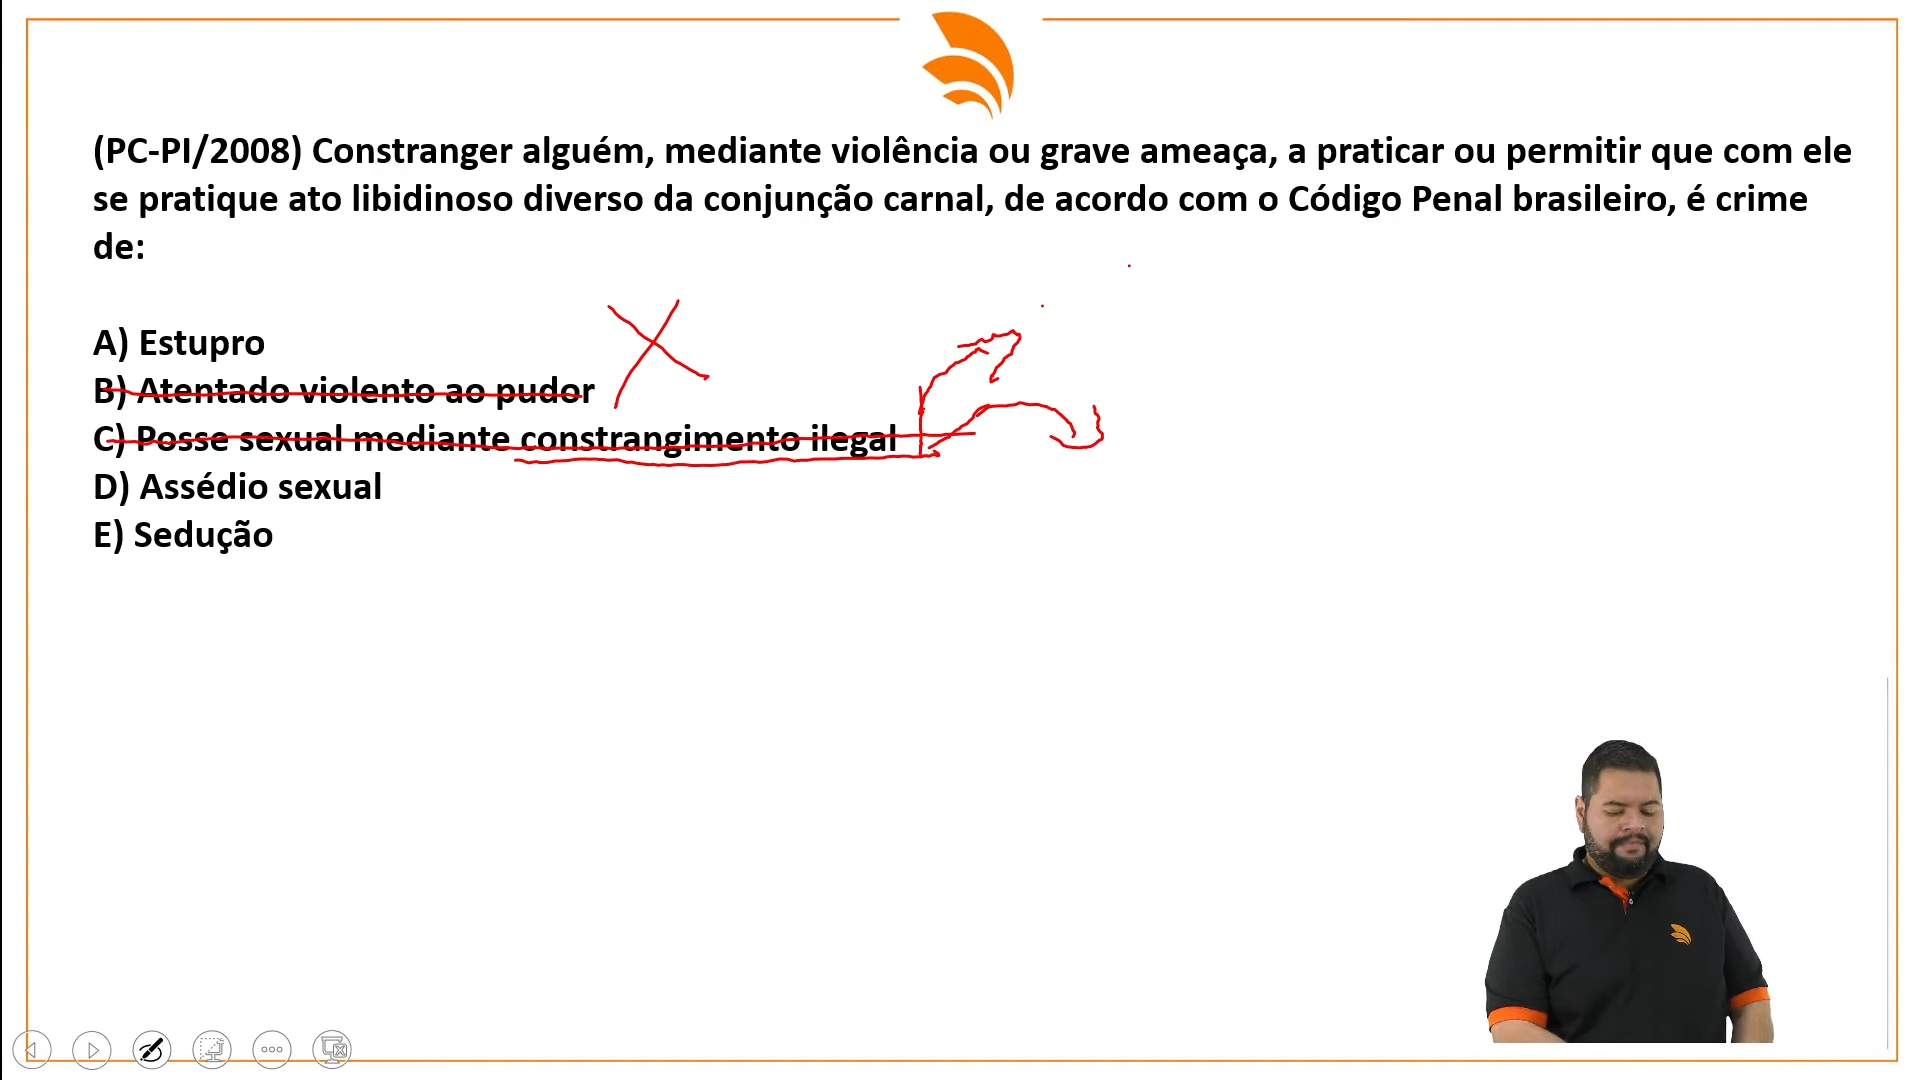 (PC-PI/2008) Constranger alguém, mediante violência ou grave ameaça, a praticar ou permitir que com ele
se pratique ato libidinoso diverso da conjunção carnal, de acordo com o Código Penal brasileiro, é crime
de:
A) Estupro
B) Atentado violento ao pudor
C) Posse sexual mediante constrangimento ilegal
D) Assédio sexual
E) Sedução